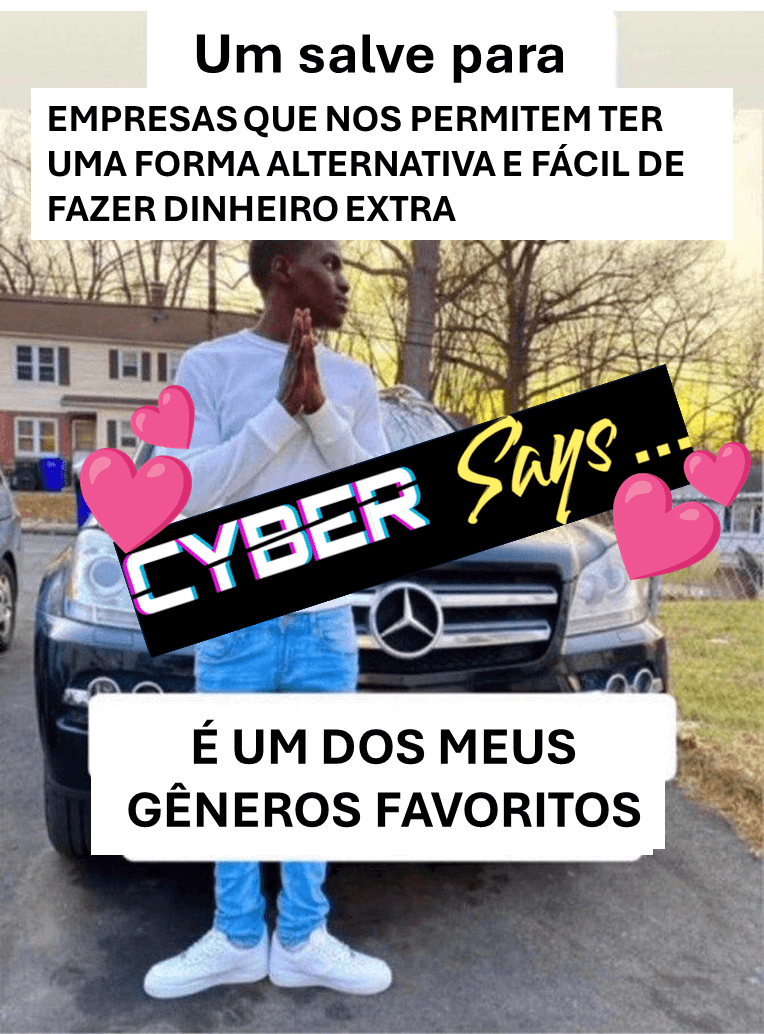 Um salve para
EMPRESAS QUE NOS PERMITEM TER
UMA FORMA ALTERNATIVA E FÁCIL DE
FAZER DINHEIRO EXTRA
CYBER Says ...
É UM DOS MEUS
GÊNEROS FAVORITOS